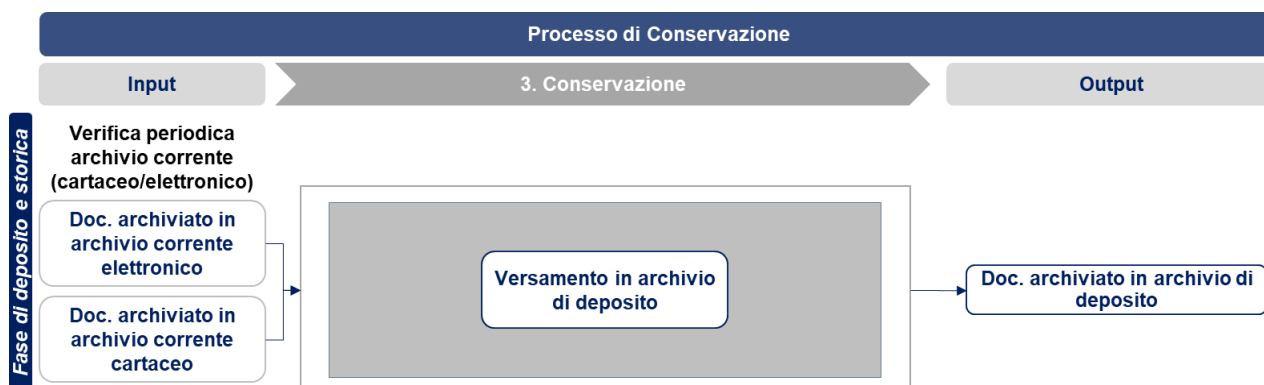 Processo di Conservazione
Input
3. Conservazione
Output
Fase di deposito e storica
Verifica periodica
archivio corrente
(cartaceo/elettronico)
Doc. archiviato in
archivio corrente
elettronico
Doc. archiviato in
archivio corrente
cartaceo
Versamento in archivio
di deposito
Doc. archiviato in archivio di
deposito